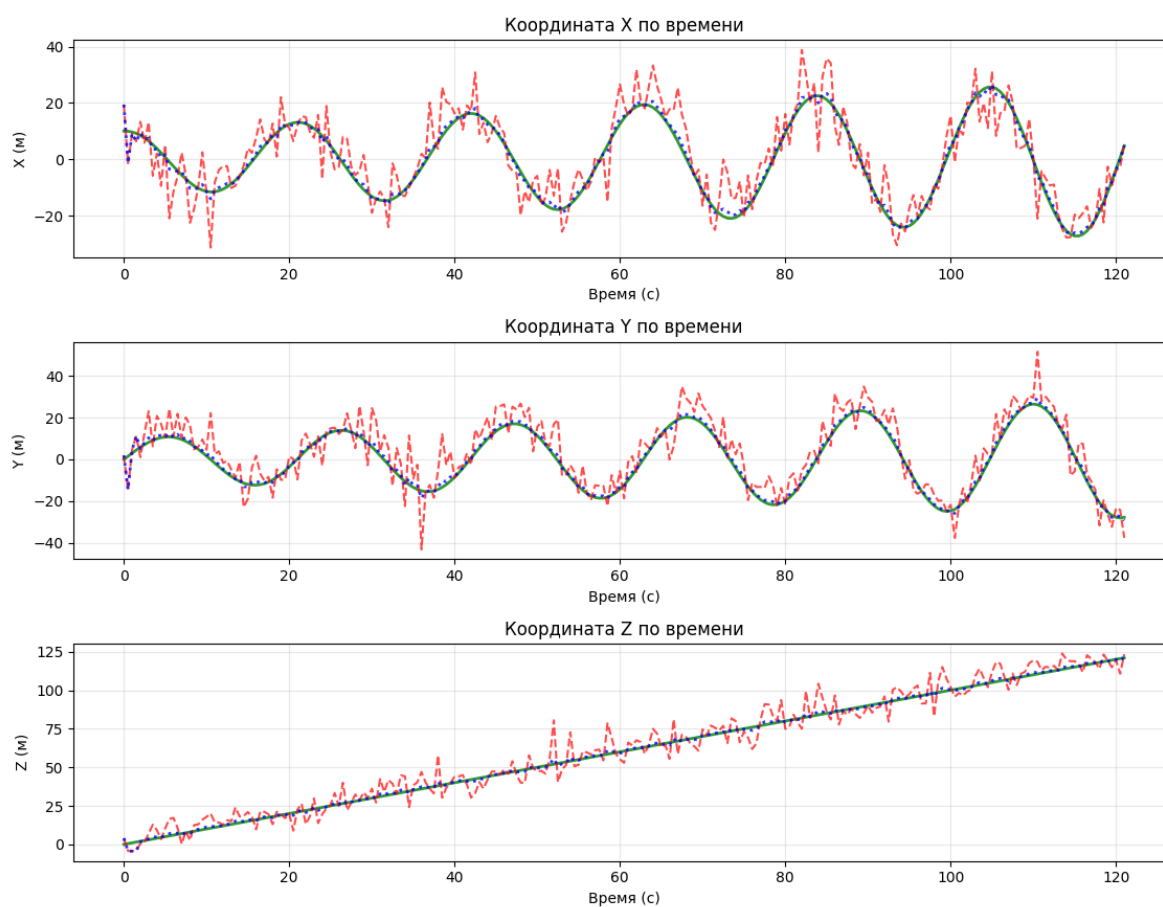 Координата X по времени
40
20
0
−20
X (м)
0 20 40 60 80 100 120
Время (с)
Координата Y по времени
40
20
0
−20
−40
Y (м)
0 20 40 60 80 100 120
Время (с)
Координата Z по времени
125
100
75
50
25
0
Z (м)
0 20 40 60 80 100 120
Время (с)